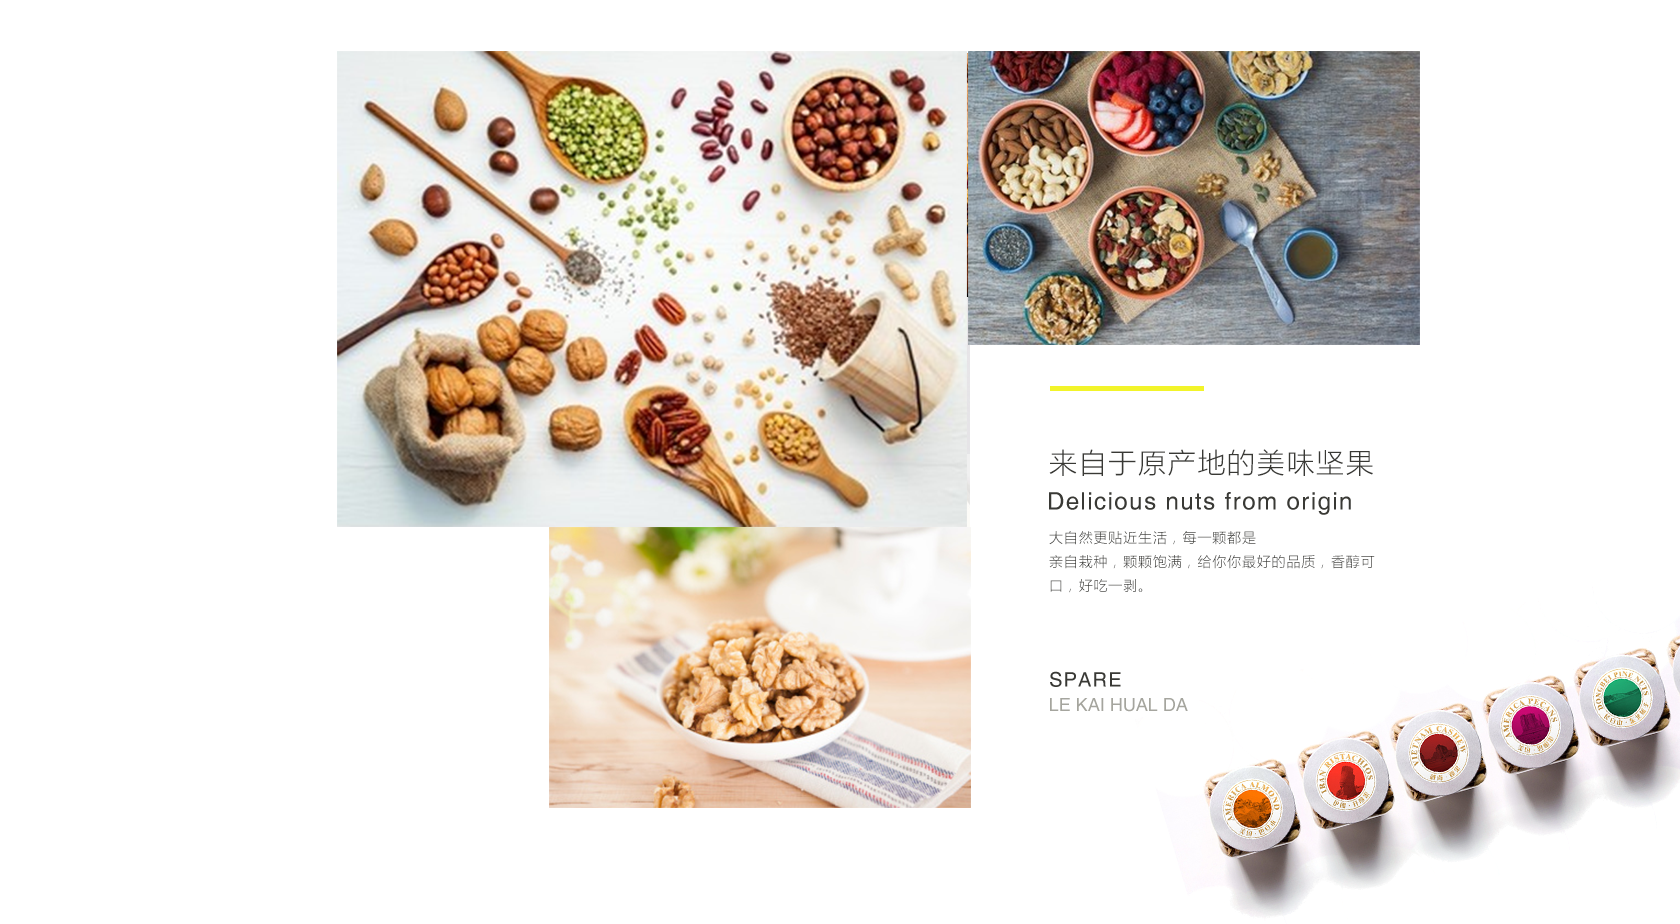 来自于原产地的美味坚果
Delicious nuts from origin
大自然更贴近生活，每一颗都是
亲自栽种，颗颗饱满，给你你最好的品质，香醇可
口，好吃一剥。
SPARE
LE KAI HUAL DA
AMERICA ALMOND
IRAN PISTACHIOS
VIETNAM CASHEW
AMERICA PECANS
DONGBEI PINE NUTS